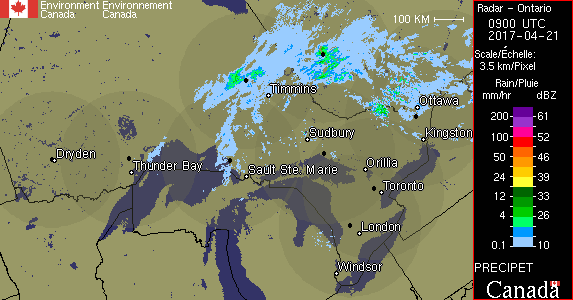 Environment Environnement
Canada Canada
100 KM
Timmins
Ottawa
Sudbury
Kingston
Dryden
Thunder Bay
Sault Ste. Marie
Orillia
Toronto
London
Windsor
Radar - Ontario
0900 UTC
2017-04-21
Scale/Échelle:
3.5 km/Pixel
Rain/Pluie
mm/hr dBZ
200 61
100 57
100 52
50 46
24 39
12 33
4 26
0.1 10
PRECIPET
Canada